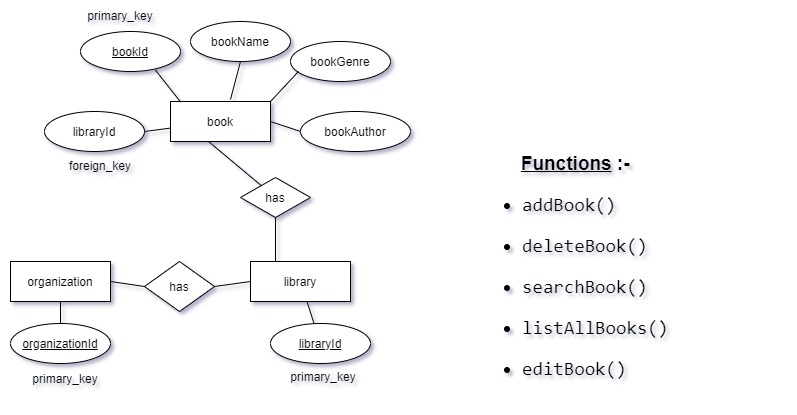 primary_key
bookId
bookName
bookGenre
book
libraryId
bookAuthor
foreign_key
has
organization
has
library
organizationId
libraryId
primary_key
primary_key
Functions :-
• addBook()
• deleteBook()
• searchBook()
• listAllBooks()
• editBook()